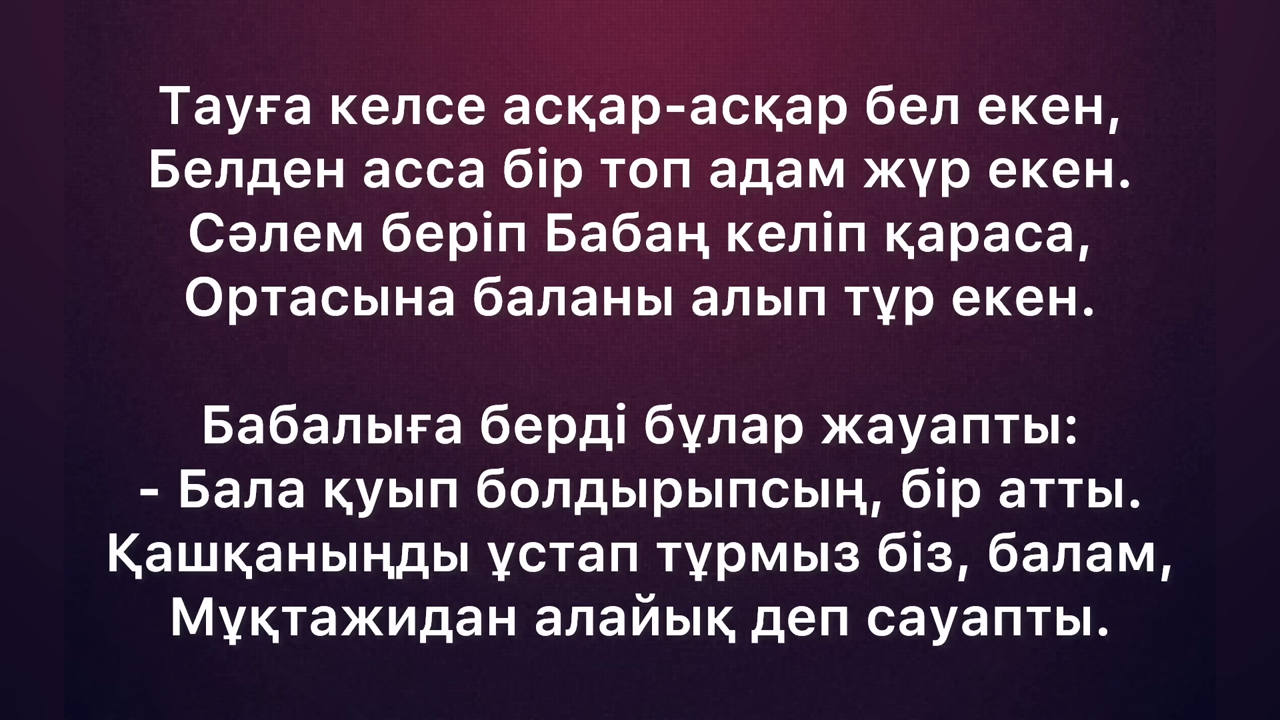 Тауға келсе асқар-асқар бел екен,
Белден асса бір топ адам жүр екен.
Сәлем беріп Бабаң келіп қараса,
Ортасына баланы алып тұр екен.
Бабалыға берді бұлар жауапты:
- Бала қуып болдырыпсың, бір атты.
Қашқаныңды ұстап тұрмыз біз, балам,
Мұқтажидан алайық деп сауапты.